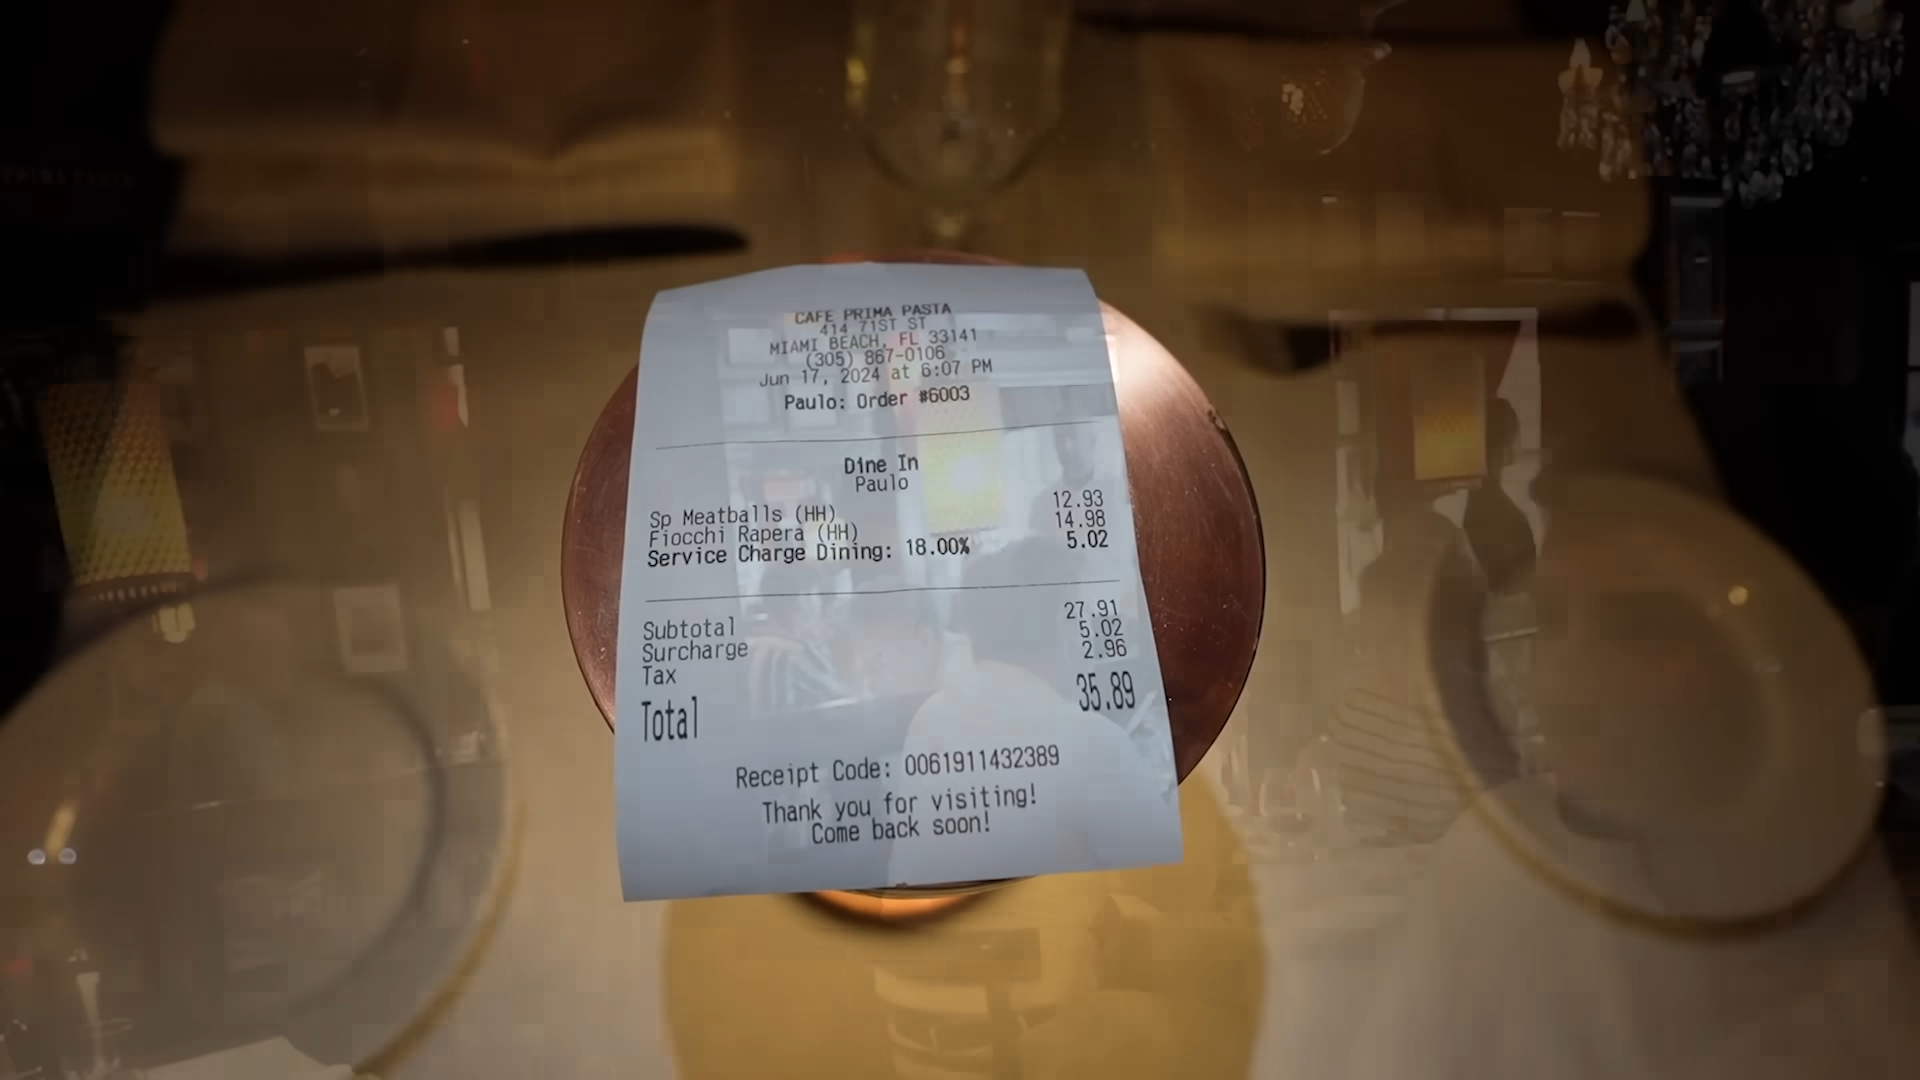 CAFE PRIMA PASTA
414 71ST ST
MIAMI BEACH, FL 33141
(305) 867-0106
Jun 17, 2024 at 6:07 PM
Paulo: Order #6003
Dine In
Paulo
Sp Meatballs (HH) 12.93
Fiocchi Rapera (HH) 14.98
Service Charge Dining: 18.00% 5.02
Subtotal 27.91
Surcharge 5.02
Tax 2.96
Total 35.89
Receipt Code: 0061911432389
Thank you for visiting!
Come back soon!